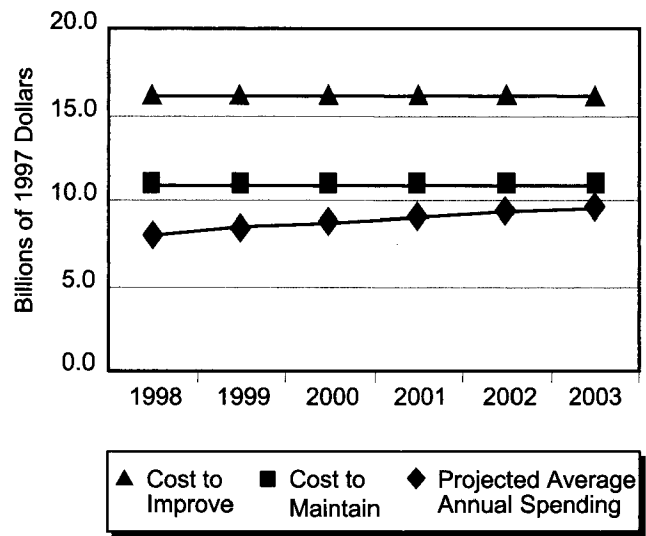 20.0
15.0
10.0
5.0
0.0
Billions of 1997 Dollars
1998 1999 2000 2001 2002 2003
Cost to Improve
Cost to Maintain
Projected Average Annual Spending